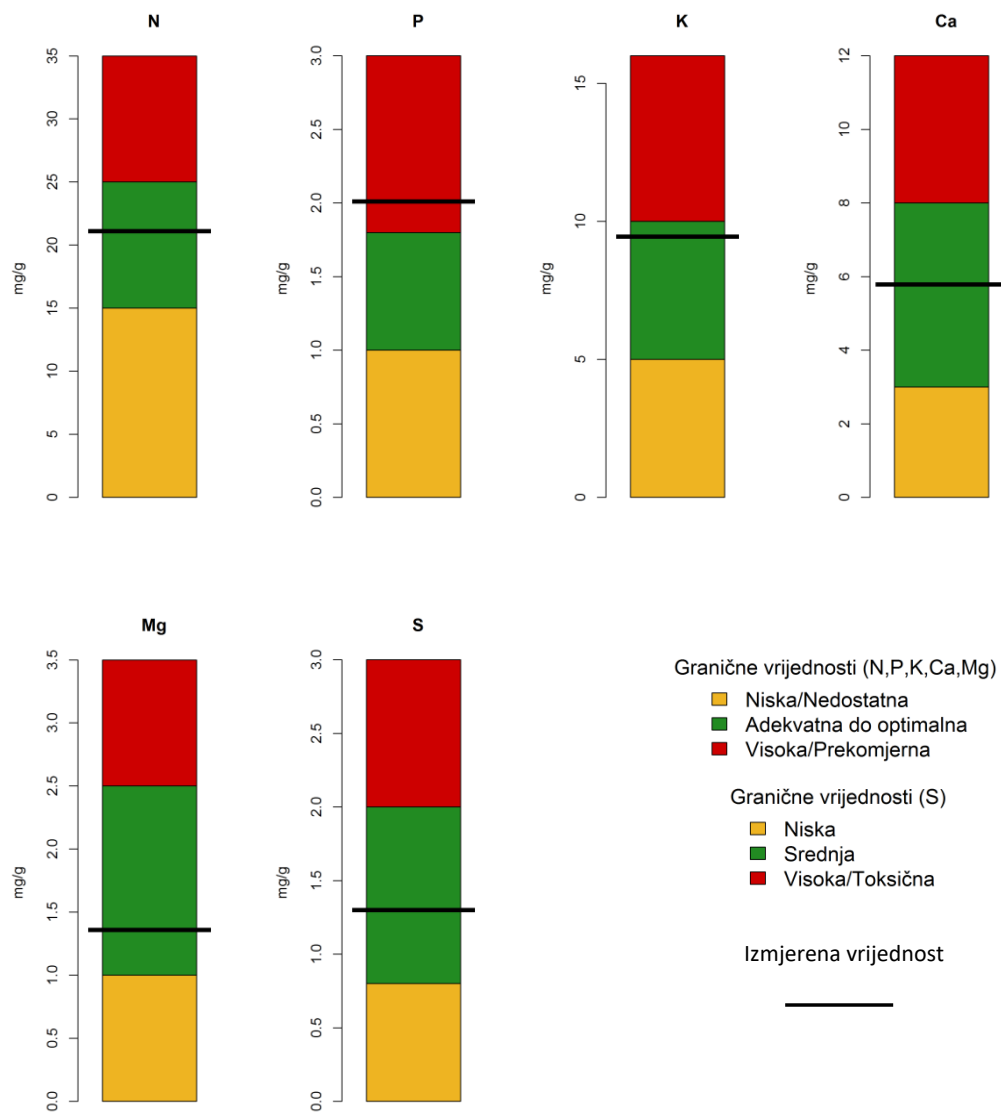 N
35
30
25
20
15
10
5
0
mg/g
P
3.0
2.5
2.0
1.5
1.0
0.5
0.0
mg/g
K
15
10
5
0
mg/g
Ca
12
10
8
6
4
2
0
mg/g
Mg
3.5
3.0
2.5
2.0
1.5
1.0
0.5
0.0
mg/g
S
3.0
2.5
2.0
1.5
1.0
0.5
0.0
mg/g
Granične vrijednosti (N,P,K,Ca,Mg)
Niska/Nedostatna
Adekvatna do optimalna
Visoka/Prekomjerna
Granične vrijednosti (S)
Niska
Srednja
Visoka/Toksična
Izmjerena vrijednost